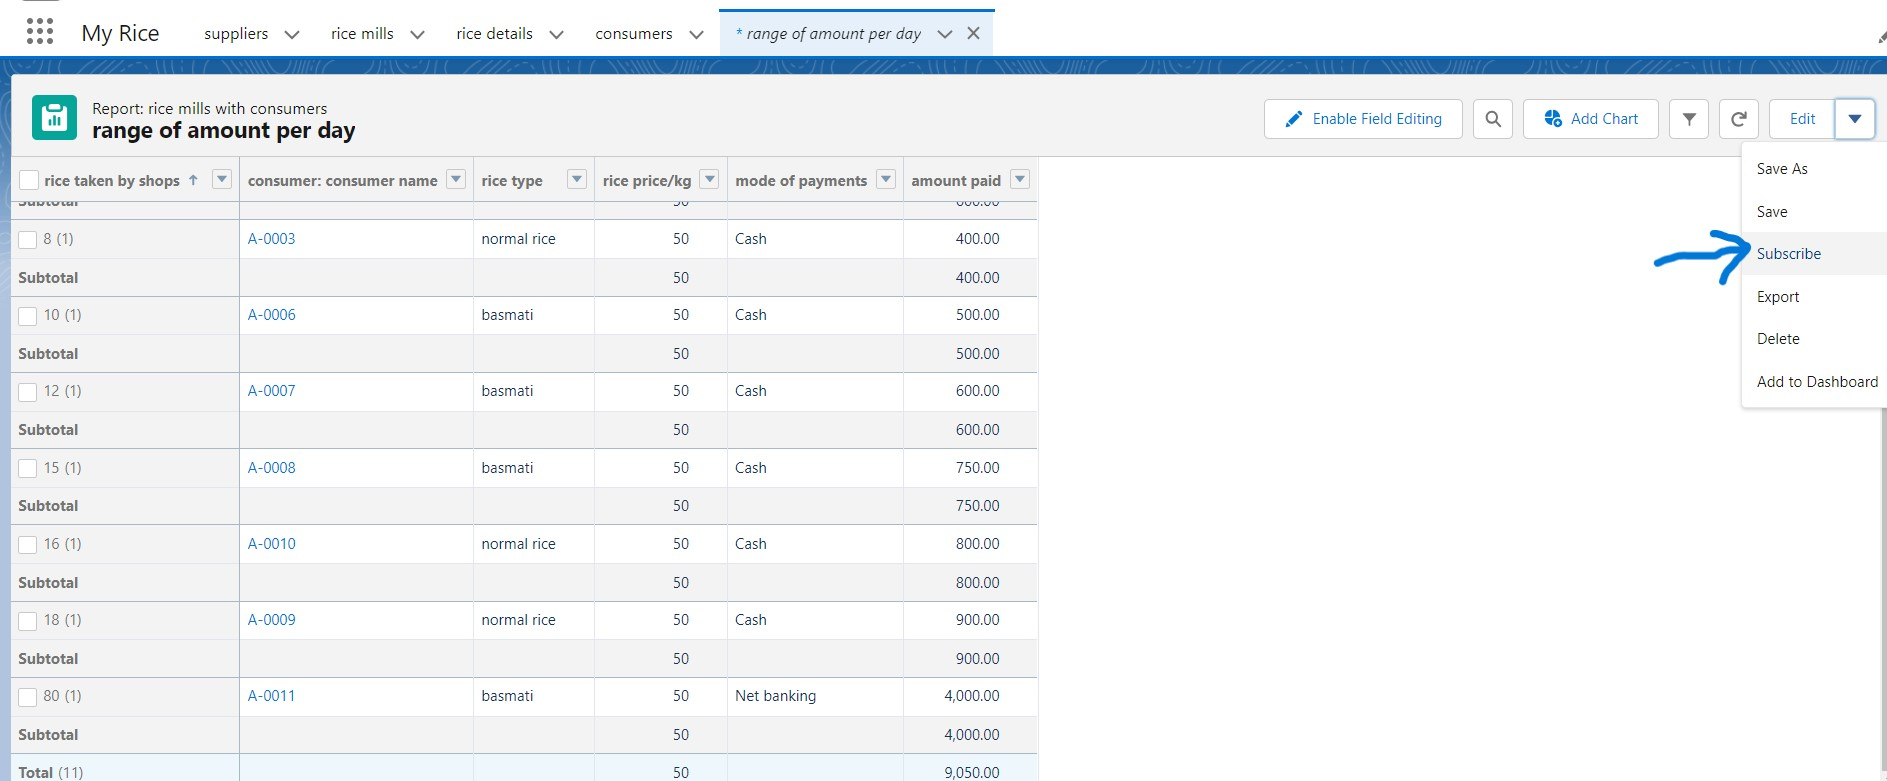 My Rice suppliers rice mills rice details consumers * range of amount per day
Report: rice mills with consumers
range of amount per day
Enable Field Editing Add Chart Edit
rice taken by shops consumer: consumer name rice type rice price/kg mode of payments amount paid
Subtotal 50 600.00
8 (1) A-0003 normal rice 50 Cash 400.00
Subtotal 50 400.00
10 (1) A-0006 basmati 50 Cash 500.00
Subtotal 50 500.00
12 (1) A-0007 basmati 50 Cash 600.00
Subtotal 50 600.00
15 (1) A-0008 basmati 50 Cash 750.00
Subtotal 50 750.00
16 (1) A-0010 normal rice 50 Cash 800.00
Subtotal 50 800.00
18 (1) A-0009 normal rice 50 Cash 900.00
Subtotal 50 900.00
80 (1) A-0011 basmati 50 Net banking 4,000.00
Subtotal 50 4,000.00
Total (11) 50 9,050.00
Save As
Save
Subscribe
Export
Delete
Add to Dashboard